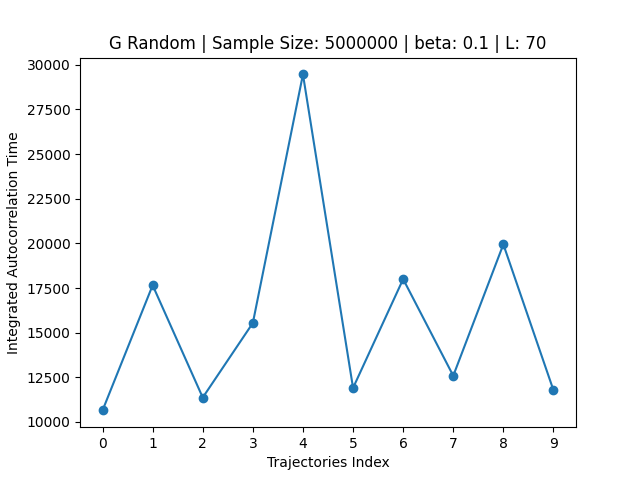 G Random | Sample Size: 5000000 | beta: 0.1 | L: 70
30000
27500
25000
22500
20000
17500
15000
12500
10000
Integrated Autocorrelation Time
0 1 2 3 4 5 6 7 8 9
Trajectories Index